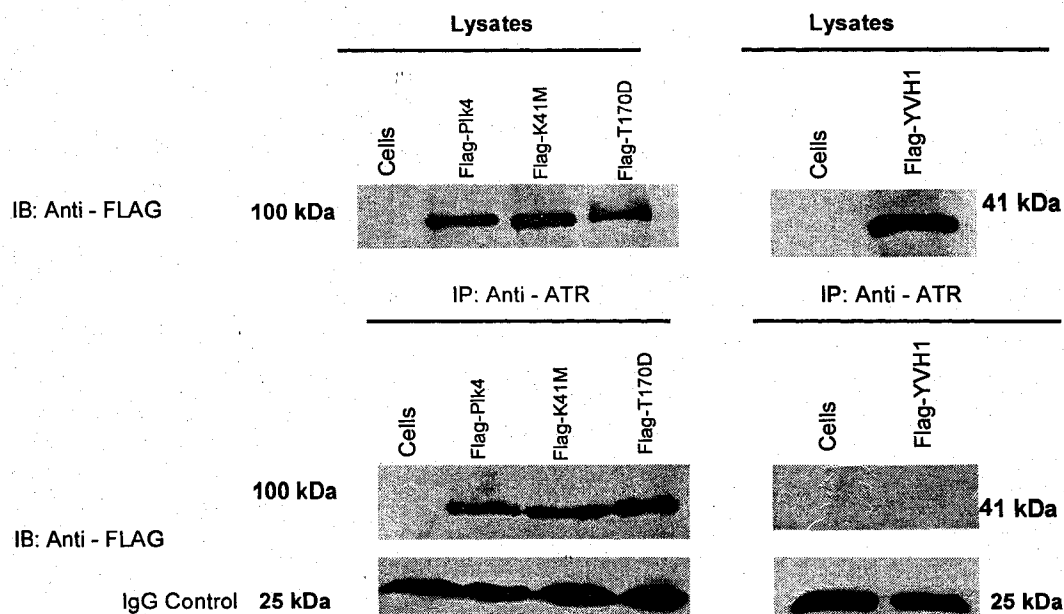 Lysates
Lysates
Cells
Flag-Plk4
Flag-K41M
Flag-T170D
Cells
Flag-YVH1
IB: Anti - FLAG
100 kDa
41 kDa
IP: Anti - ATR
IP: Anti - ATR
Cells
Flag-Plk4
Flag-K41M
Flag-T170D
Cells
Flag-YVH1
100 kDa
41 kDa
IB: Anti - FLAG
IgG Control 25 kDa
25 kDa